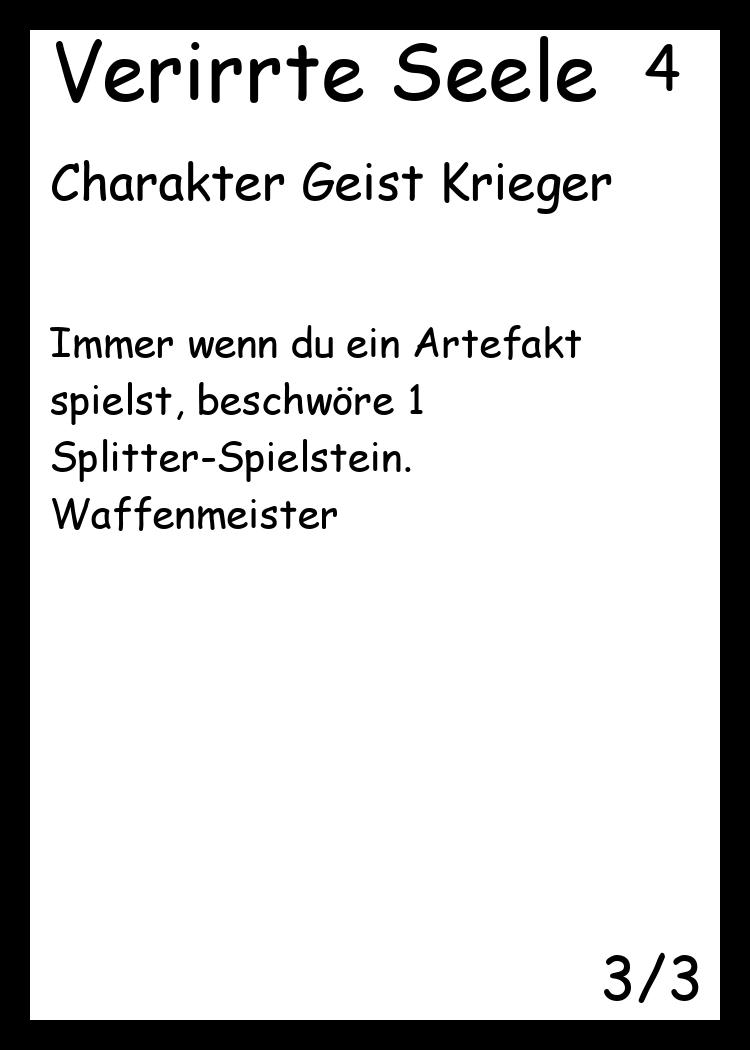 Verirrte Seele 4
Charakter Geist Krieger
Immer wenn du ein Artefakt
spielst, beschwöre 1
Splitter-Spielstein.
Waffenmeister
3/3